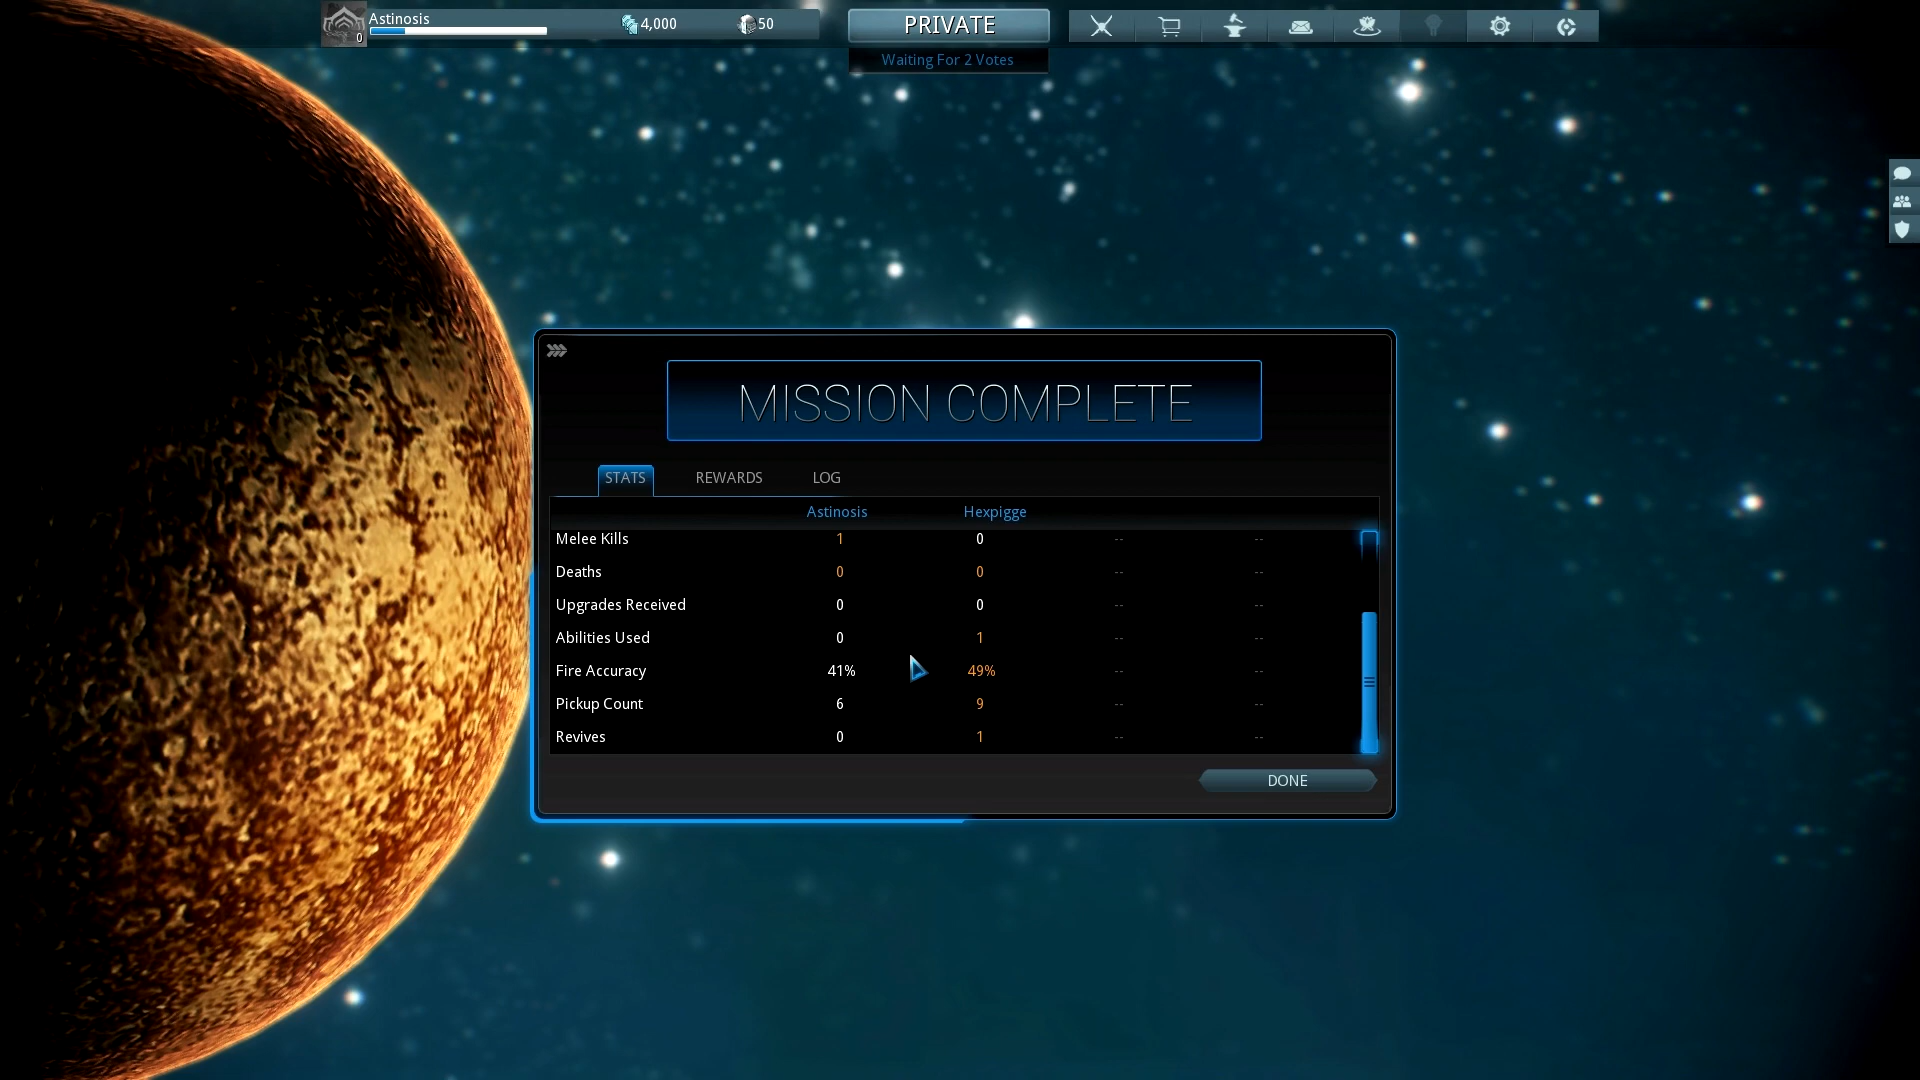 Astinosis
0
4,000
50
PRIVATE
Waiting For 2 Votes
MISSION COMPLETE
STATS REWARDS LOG
Astinosis Hexpigge
Melee Kills 1 0 -- --
Deaths 0 0 -- --
Upgrades Received 0 0 -- --
Abilities Used 0 1 -- --
Fire Accuracy 41% 49% -- --
Pickup Count 6 9 -- --
Revives 0 1 -- --
DONE